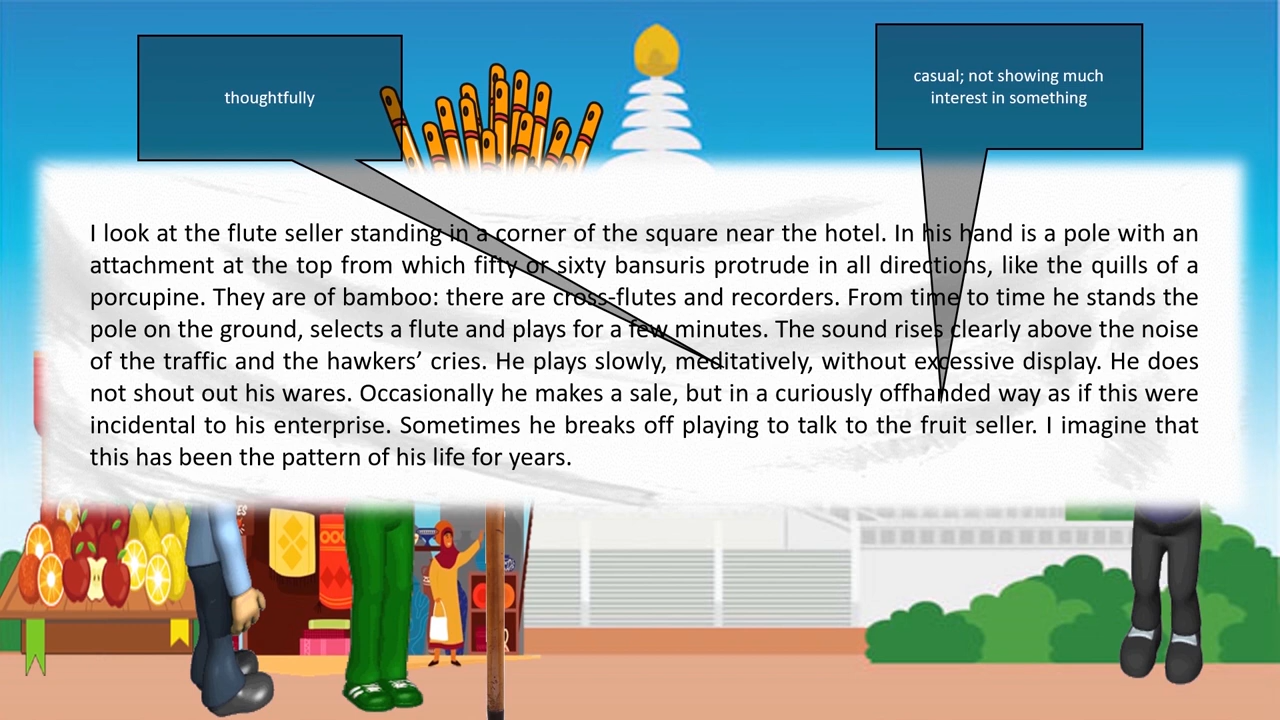 thoughtfully
casual; not showing much
interest in something
I look at the flute seller standing in a corner of the square near the hotel. In his hand is a pole with an
attachment at the top from which fifty or sixty bansuris protrude in all directions, like the quills of a
porcupine. They are of bamboo: there are cross-flutes and recorders. From time to time he stands the
pole on the ground, selects a flute and plays for a few minutes. The sound rises clearly above the noise
of the traffic and the hawkers’ cries. He plays slowly, meditatively, without excessive display. He does
not shout out his wares. Occasionally he makes a sale, but in a curiously offhanded way as if this were
incidental to his enterprise. Sometimes he breaks off playing to talk to the fruit seller. I imagine that
this has been the pattern of his life for years.